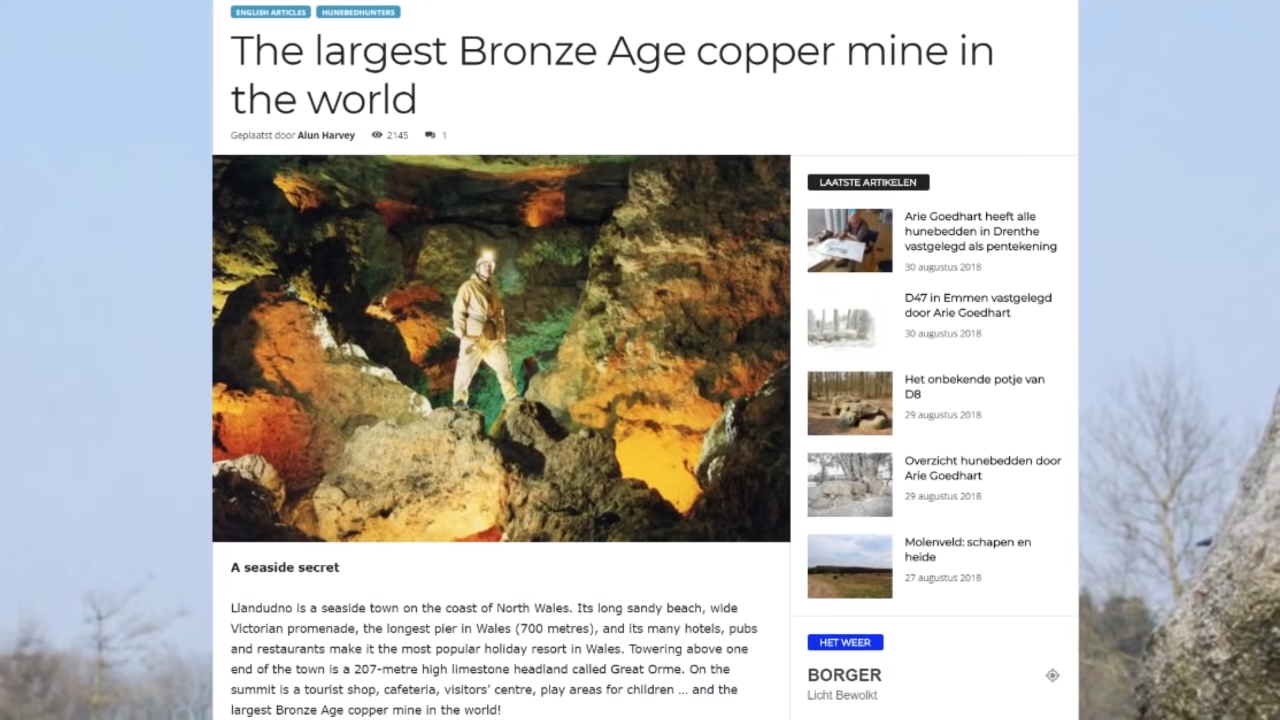 ENGLISH ARTICLES HUNEBEDHUNTERS
The largest Bronze Age copper mine in
the world
Geplaatst door Alun Harvey 2145 1
A seaside secret
Llandudno is a seaside town on the coast of North Wales. Its long sandy beach, wide
Victorian promenade, the longest pier in Wales (700 metres), and its many hotels, pubs
and restaurants make it the most popular holiday resort in Wales. Towering above one
end of the town is a 207-metre high limestone headland called Great Orme. On the
summit is a tourist shop, cafeteria, visitors’ centre, play areas for children … and the
largest Bronze Age copper mine in the world!
LAATSTE ARTIKELEN
Arie Goedhart heeft alle
hunebedden in Drenthe
vastgelegd als pentekening
30 augustus 2018
D47 in Emmen vastgelegd
door Arie Goedhart
30 augustus 2018
Het onbekende potje van
D8
29 augustus 2018
Overzicht hunebedden door
Arie Goedhart
29 augustus 2018
Molenveld: schapen en
heide
27 augustus 2018
HET WEER
BORGER
Licht Bewolkt